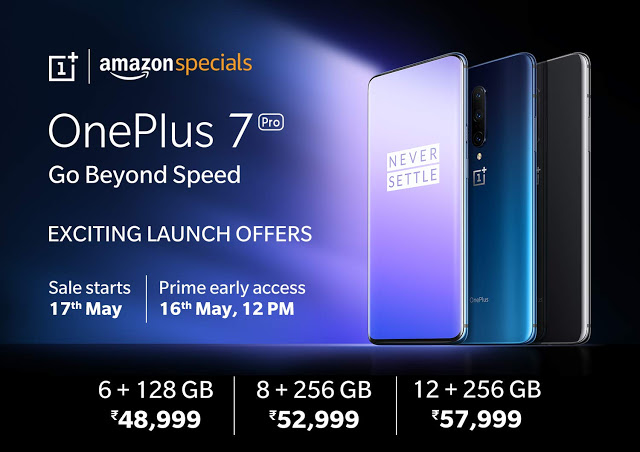 1+ | amazonspecials
OnePlus 7 Pro
Go Beyond Speed
EXCITING LAUNCH OFFERS
Sale starts
17th May
Prime early access
16th May, 12 PM
NEVER
SETTLE
1+
OnePlus
6 + 128 GB
₹48,999
8 + 256 GB
₹52,999
12 + 256 GB
₹57,999